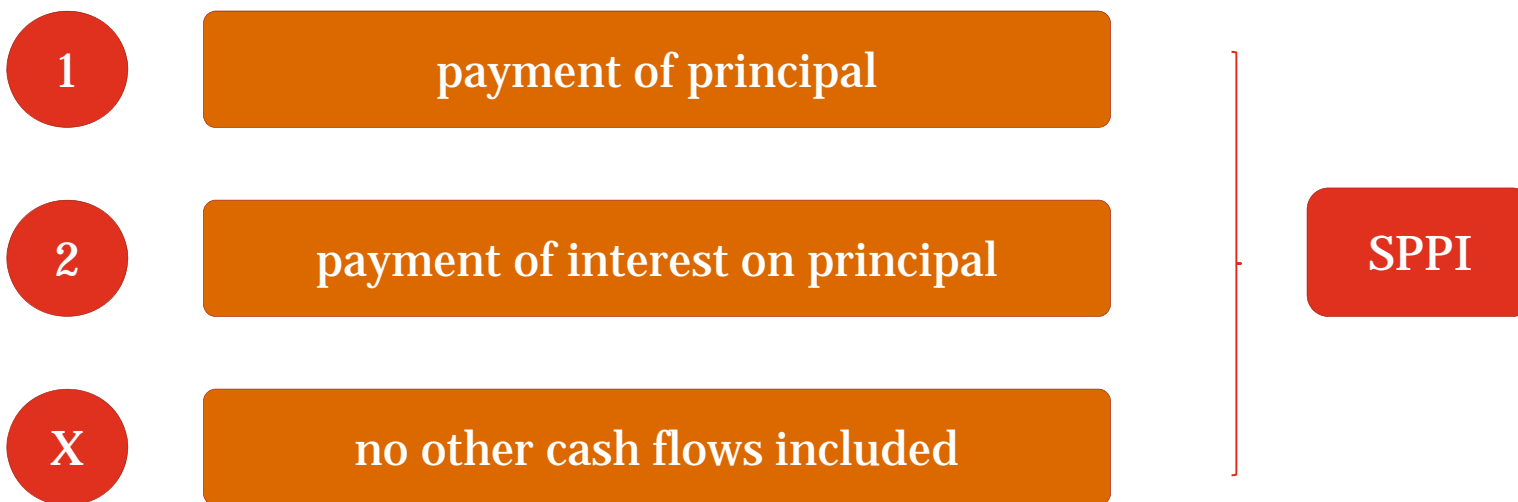 1
payment of principal
2
payment of interest on principal
SPPI
X
no other cash flows included